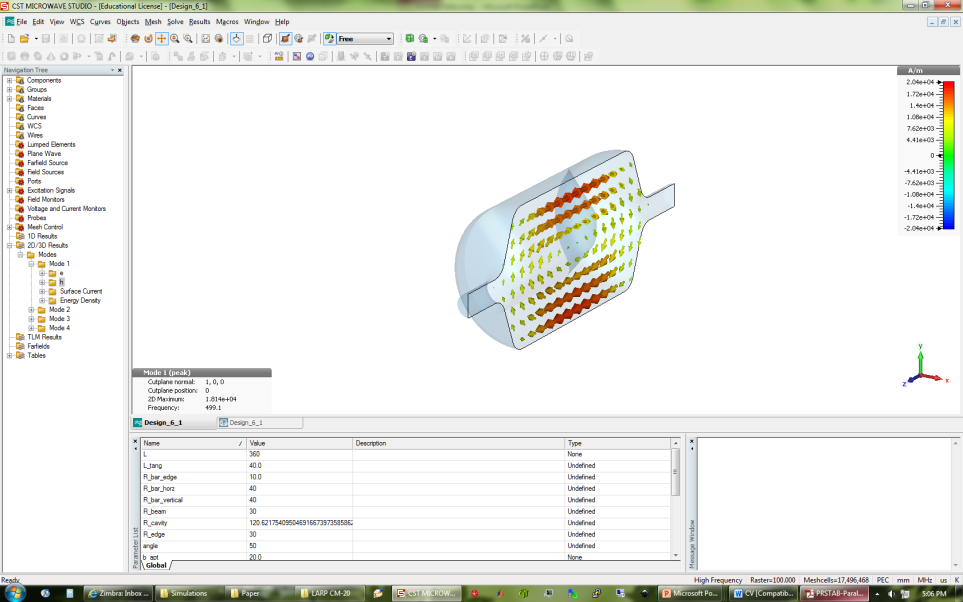 CST MICROWAVE STUDIO - [Educational License] - [Design_6_1]
File Edit View WCS Curves Objects Mesh Solve Results Macros Window Help
Free
Navigation Tree
Components
Groups
Materials
Faces
Curves
WCS
Wires
Lumped Elements
Plane Wave
Farfield Source
Field Sources
Ports
Excitation Signals
Field Monitors
Voltage and Current Monitors
Probes
Mesh Control
1D Results
2D/3D Results
Modes
Mode 1
e
h
Surface Current
Energy Density
Mode 2
Mode 3
Mode 4
TLM Results
Farfields
Tables
A/m
2.04e+04
1.72e+04
1.4e+04
1.08e+04
7.62e+03
4.41e+03
0
-4.41e+03
-7.62e+03
-1.08e+04
-1.4e+04
-1.72e+04
-2.04e+04
y
x
z
Mode 1 (peak)
Cutplane normal: 1, 0, 0
Cutplane position: 0
2D Maximum: 1.814e+04
Frequency: 499.1
Design_6_1 Design_6_1
Name / Value Description Type
L 360 None
L_tang 40.0 Undefined
R_bar_edge 10.0 Undefined
R_bar_horz 40 Undefined
R_bar_vertical 40 Undefined
R_beam 30 Undefined
R_cavity 120.62175409504691667397358586 Undefined
R_edge 30 Undefined
angle 50 Undefined
b_apt 20.0 None
Global
Parameter List
Message Window
Ready
High Frequency Raster=100.000 Meshcells=17,496,468 PEC mm MHz us K
Zimbra: Inbox ... Simulations Paper LARP CM-20 CST MICROW... Microsoft Po... CV [Compatib... PRSTAB-Paral... 5:06 PM